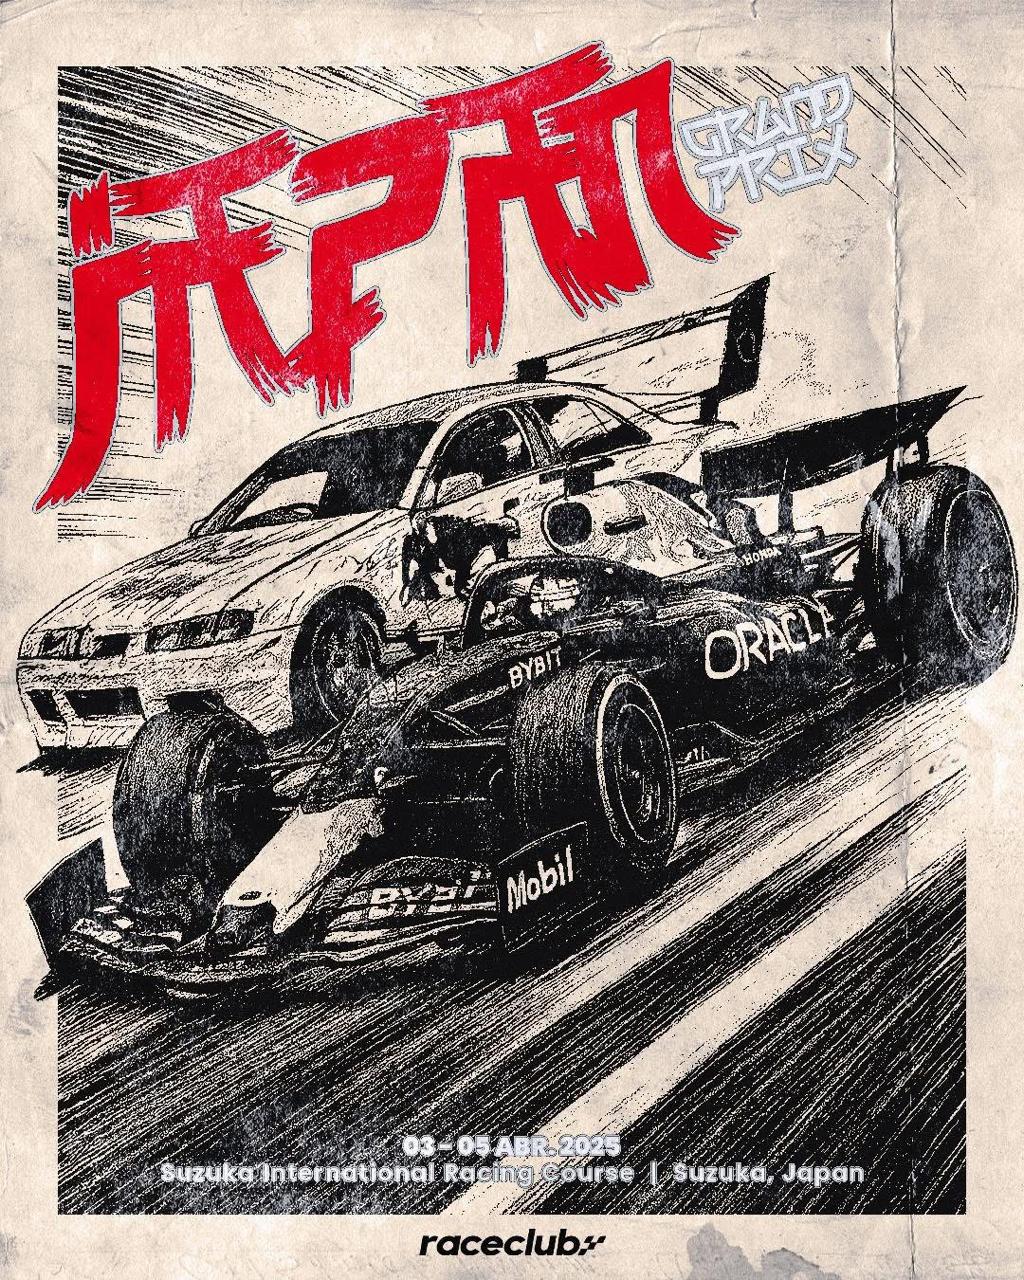 JAPAN
GRAND
PRIX
HONDA
ORACLE
BYBIT
BYBIT
Mobil
03 - 05 ABR. 2025
Suzuka International Racing Course | Suzuka, Japan
raceclub